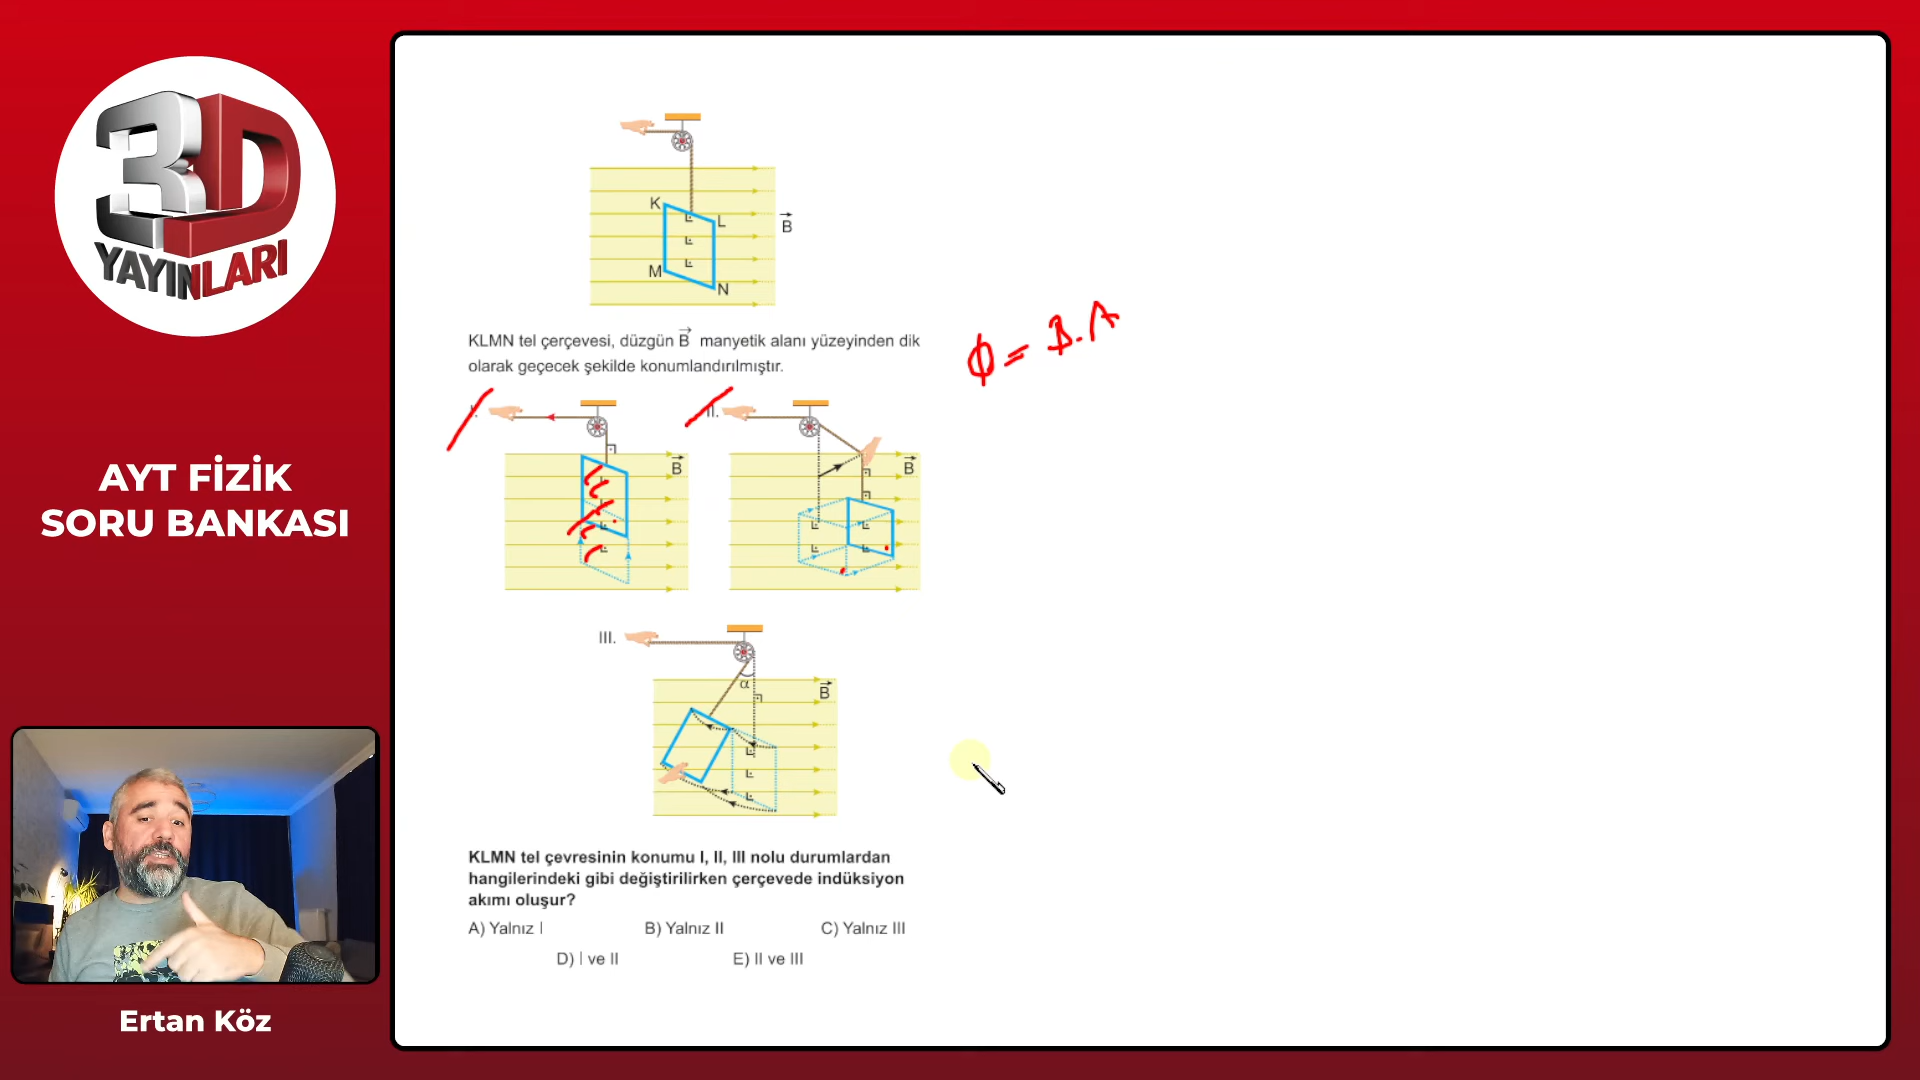 3D
YAYINLARI
AYT FİZİK
SORU BANKASI
Ertan Köz
K
L
M
N
B
KLMN tel çerçevesi, düzgün B manyetik alanı yüzeyinden dik
olarak geçecek şekilde konumlandırılmıştır.
Φ = B.A
I.
B
II.
B
III.
α
B
KLMN tel çevresinin konumu I, II, III nolu durumlardan
hangilerindeki gibi değiştirilirken çerçevede indüksiyon
akımı oluşur?
A) Yalnız I
B) Yalnız II
C) Yalnız III
D) I ve II
E) II ve III